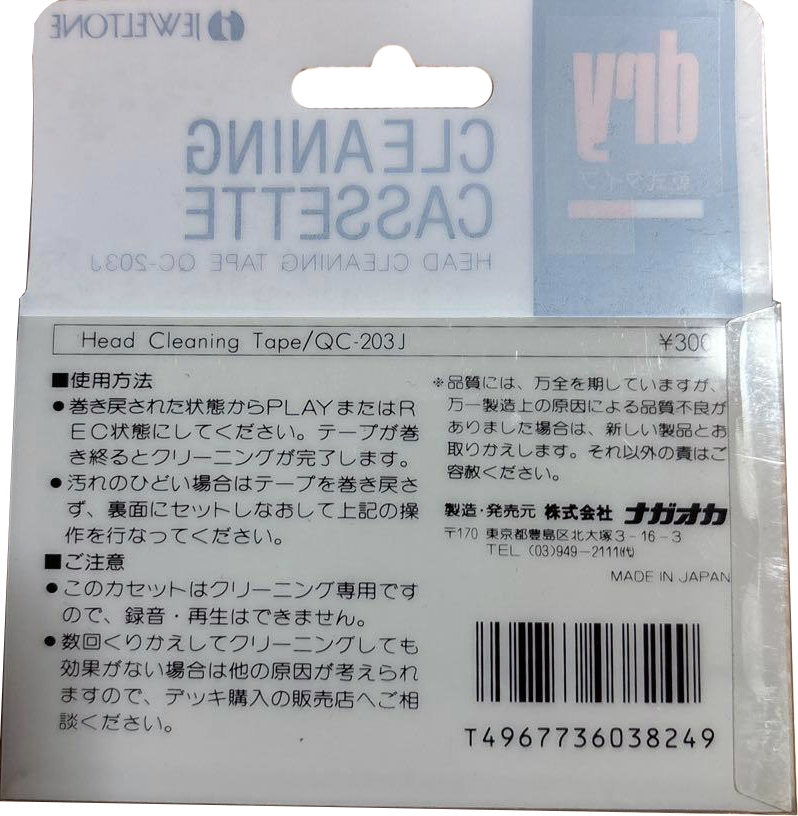 JEWELTONE
dry
乾式タイプ
CLEANING
CASSETTE
HEAD CLEANING TAPE QC-203J
Head Cleaning Tape/QC-203J ¥300
■使用方法
●巻き戻された状態からPLAYまたはR
EC状態にしてください。テープが巻
き終るとクリーニングが完了します。
●汚れのひどい場合はテープを巻き戻さ
ず、裏面にセットしなおして上記の操
作を行なってください。
■ご注意
●このカセットはクリーニング専用です
ので、録音・再生はできません。
●数回くりかえしてクリーニングしても
効果がない場合は他の原因が考えられ
ますので、デッキ購入の販売店へご相
談ください。
※品質には、万全を期していますが、
万一製造上の原因による品質不良が
ありました場合は、新しい製品とお
取りかえします。それ以外の責はご
容赦ください。
製造・発売元 株式会社 ナガオカ
〒170 東京都豊島区北大塚3-16-3
TEL (03)949-2111㈹
MADE IN JAPAN
T4967736038249